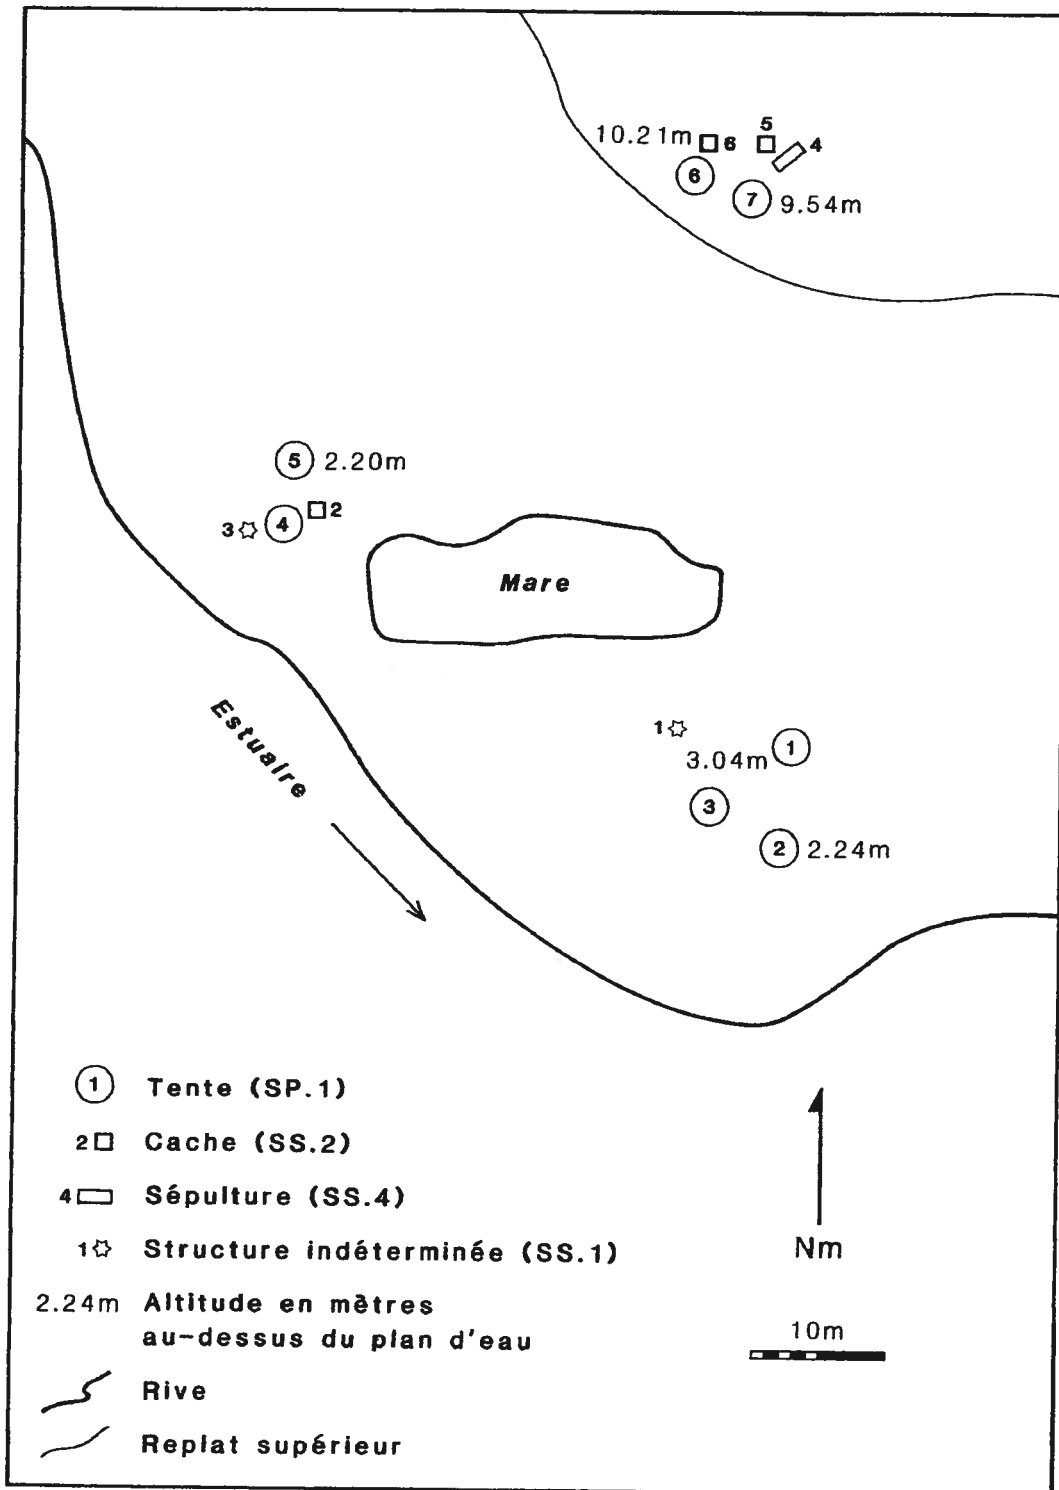 5
10.21m 6 4
6
7 9.54m
5 2.20m
2
3 4
Mare
Estuaire
1
3.04m 1
3
2 2.24m
1 Tente (SP.1)
2 Cache (SS.2)
4 Sépulture (SS.4)
1 Structure indéterminée (SS.1)
Nm
2.24m Altitude en mètres
au-dessus du plan d'eau
10m
Rive
Replat supérieur